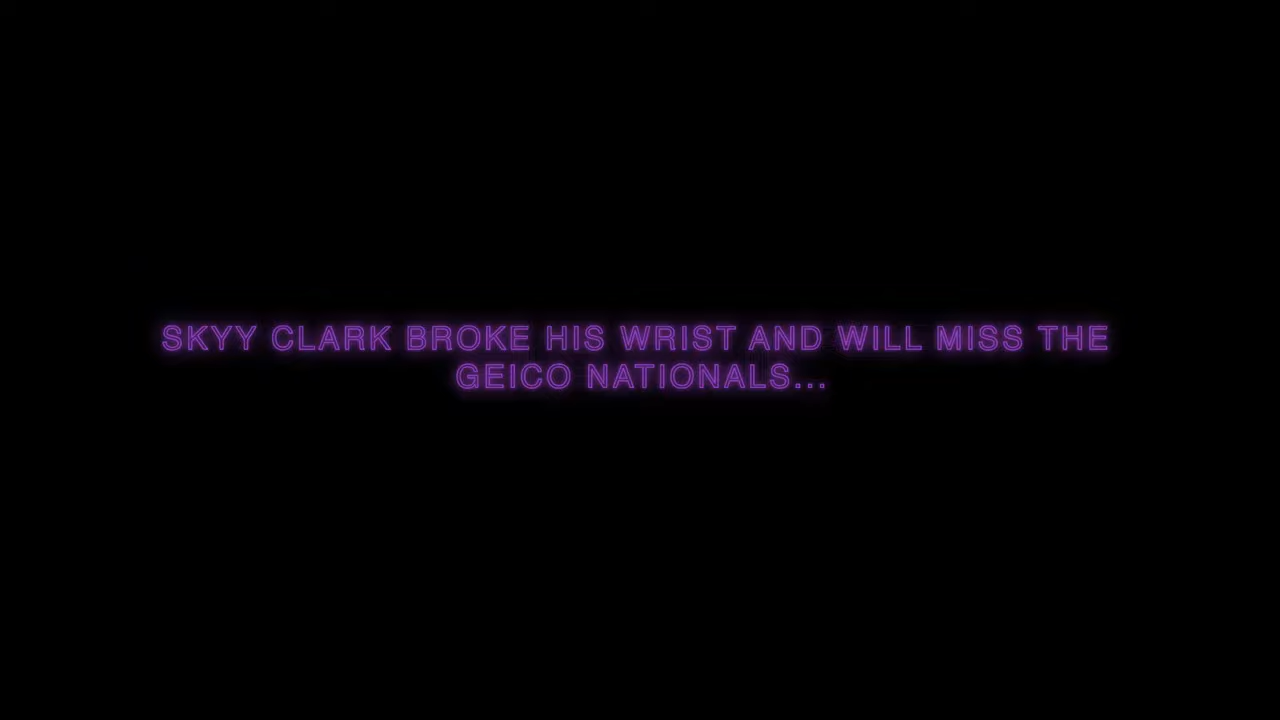 SKYY CLARK BROKE HIS WRIST AND WILL MISS THE
GEICO NATIONALS...